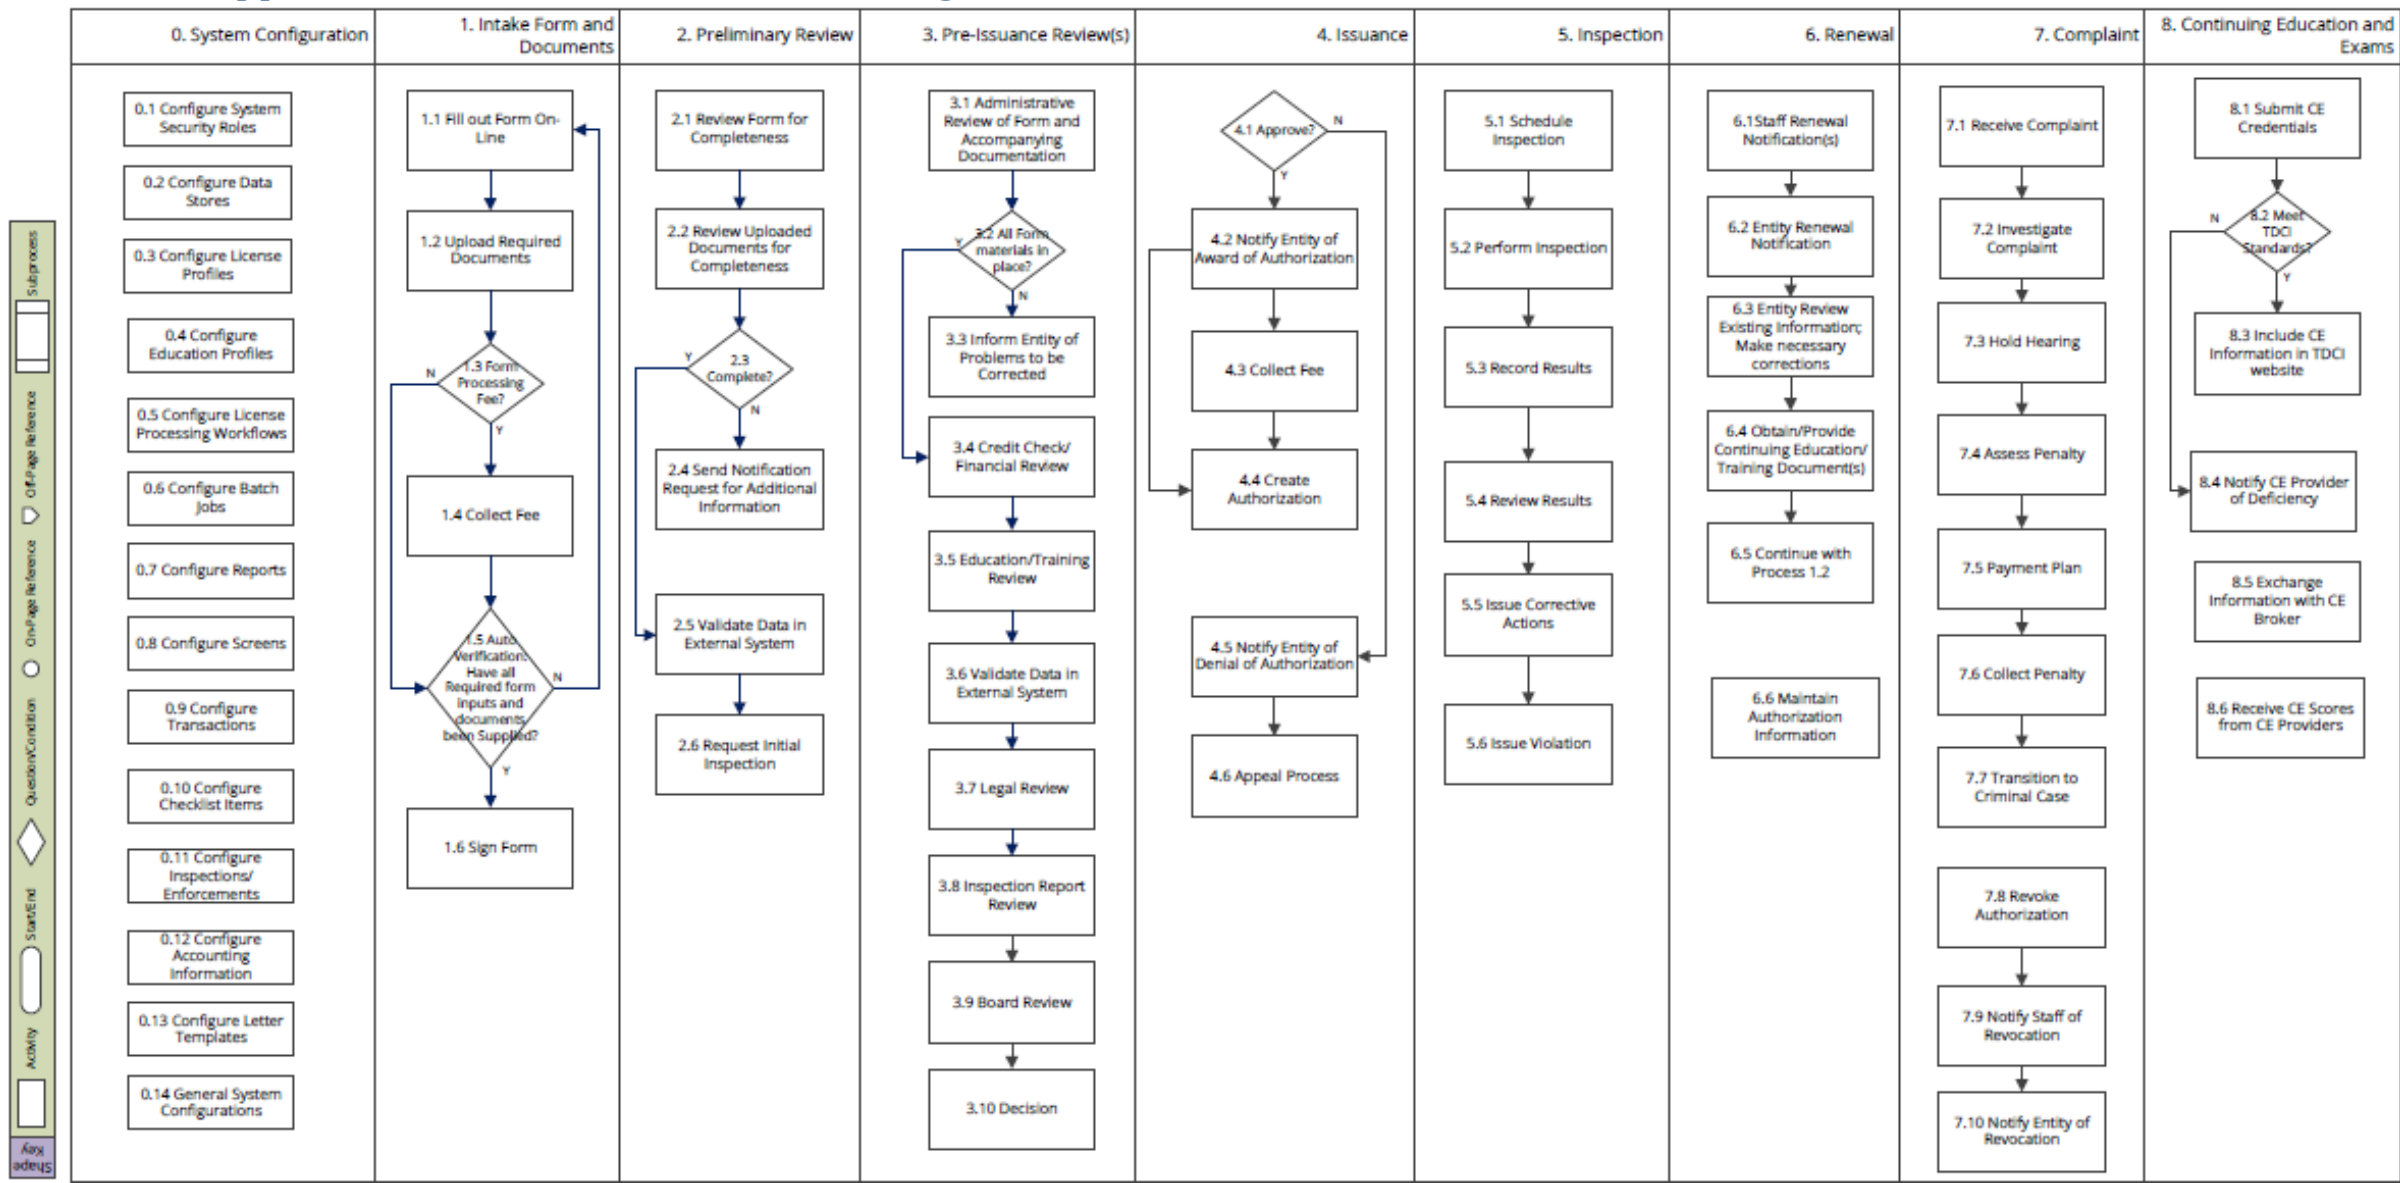 0. System Configuration
1. Intake Form and
Documents
2. Preliminary Review
3. Pre-Issuance Review(s)
4. Issuance
5. Inspection
6. Renewal
7. Complaint
8. Continuing Education and
Exams
0.1 Configure System
Security Roles
0.2 Configure Data
Stores
0.3 Configure License
Profiles
0.4 Configure
Education Profiles
0.5 Configure License
Processing Workflows
0.6 Configure Batch
Jobs
0.7 Configure Reports
0.8 Configure Screens
0.9 Configure
Transactions
0.10 Configure
Checklist Items
0.11 Configure
Inspections/
Enforcements
0.12 Configure
Accounting
Information
0.13 Configure Letter
Templates
0.14 General System
Configurations
1.1 Fill out Form On-
Line
1.2 Upload Required
Documents
1.3 Form
Processing
Fee?
N
Y
1.4 Collect Fee
1.5 Auto
Verification:
Have all
Required form
inputs and
documents
been Supplied?
N
Y
1.6 Sign Form
2.1 Review Form for
Completeness
2.2 Review Uploaded
Documents for
Completeness
2.3
Complete?
Y
N
2.4 Send Notification
Request for Additional
Information
2.5 Validate Data in
External System
2.6 Request Initial
Inspection
3.1 Administrative
Review of Form and
Accompanying
Documentation
3.2 All Form
materials in
place?
Y
N
3.3 Inform Entity of
Problems to be
Corrected
3.4 Credit Check/
Financial Review
3.5 Education/Training
Review
3.6 Validate Data in
External System
3.7 Legal Review
3.8 Inspection Report
Review
3.9 Board Review
3.10 Decision
4.1 Approve?
N
Y
4.2 Notify Entity of
Award of Authorization
4.3 Collect Fee
4.4 Create
Authorization
4.5 Notify Entity of
Denial of Authorization
4.6 Appeal Process
5.1 Schedule
Inspection
5.2 Perform Inspection
5.3 Record Results
5.4 Review Results
5.5 Issue Corrective
Actions
5.6 Issue Violation
6.1Staff Renewal
Notification(s)
6.2 Entity Renewal
Notification
6.3 Entity Review
Existing Information;
Make necessary
corrections
6.4 Obtain/Provide
Continuing Education/
Training Document(s)
6.5 Continue with
Process 1.2
6.6 Maintain
Authorization
Information
7.1 Receive Complaint
7.2 Investigate
Complaint
7.3 Hold Hearing
7.4 Assess Penalty
7.5 Payment Plan
7.6 Collect Penalty
7.7 Transition to
Criminal Case
7.8 Revoke
Authorization
7.9 Notify Staff of
Revocation
7.10 Notify Entity of
Revocation
8.1 Submit CE
Credentials
8.2 Meet
TDCI
Standards?
N
Y
8.3 Include CE
Information in TDCI
website
8.4 Notify CE Provider
of Deficiency
8.5 Exchange
Information with CE
Broker
8.6 Receive CE Scores
from CE Providers
Shape
Key
Activity
Start/End
Question/Condition
On-Page Reference
Off-Page Reference
Subprocess